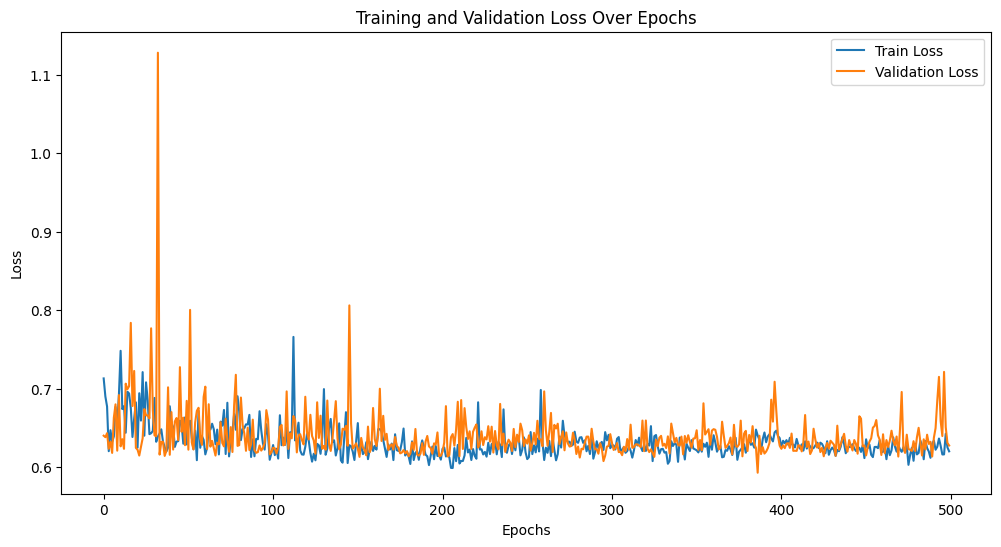 Training and Validation Loss Over Epochs
Train Loss
Validation Loss
1.1
1.0
0.9
0.8
0.7
0.6
Loss
0
100
200
300
400
500
Epochs